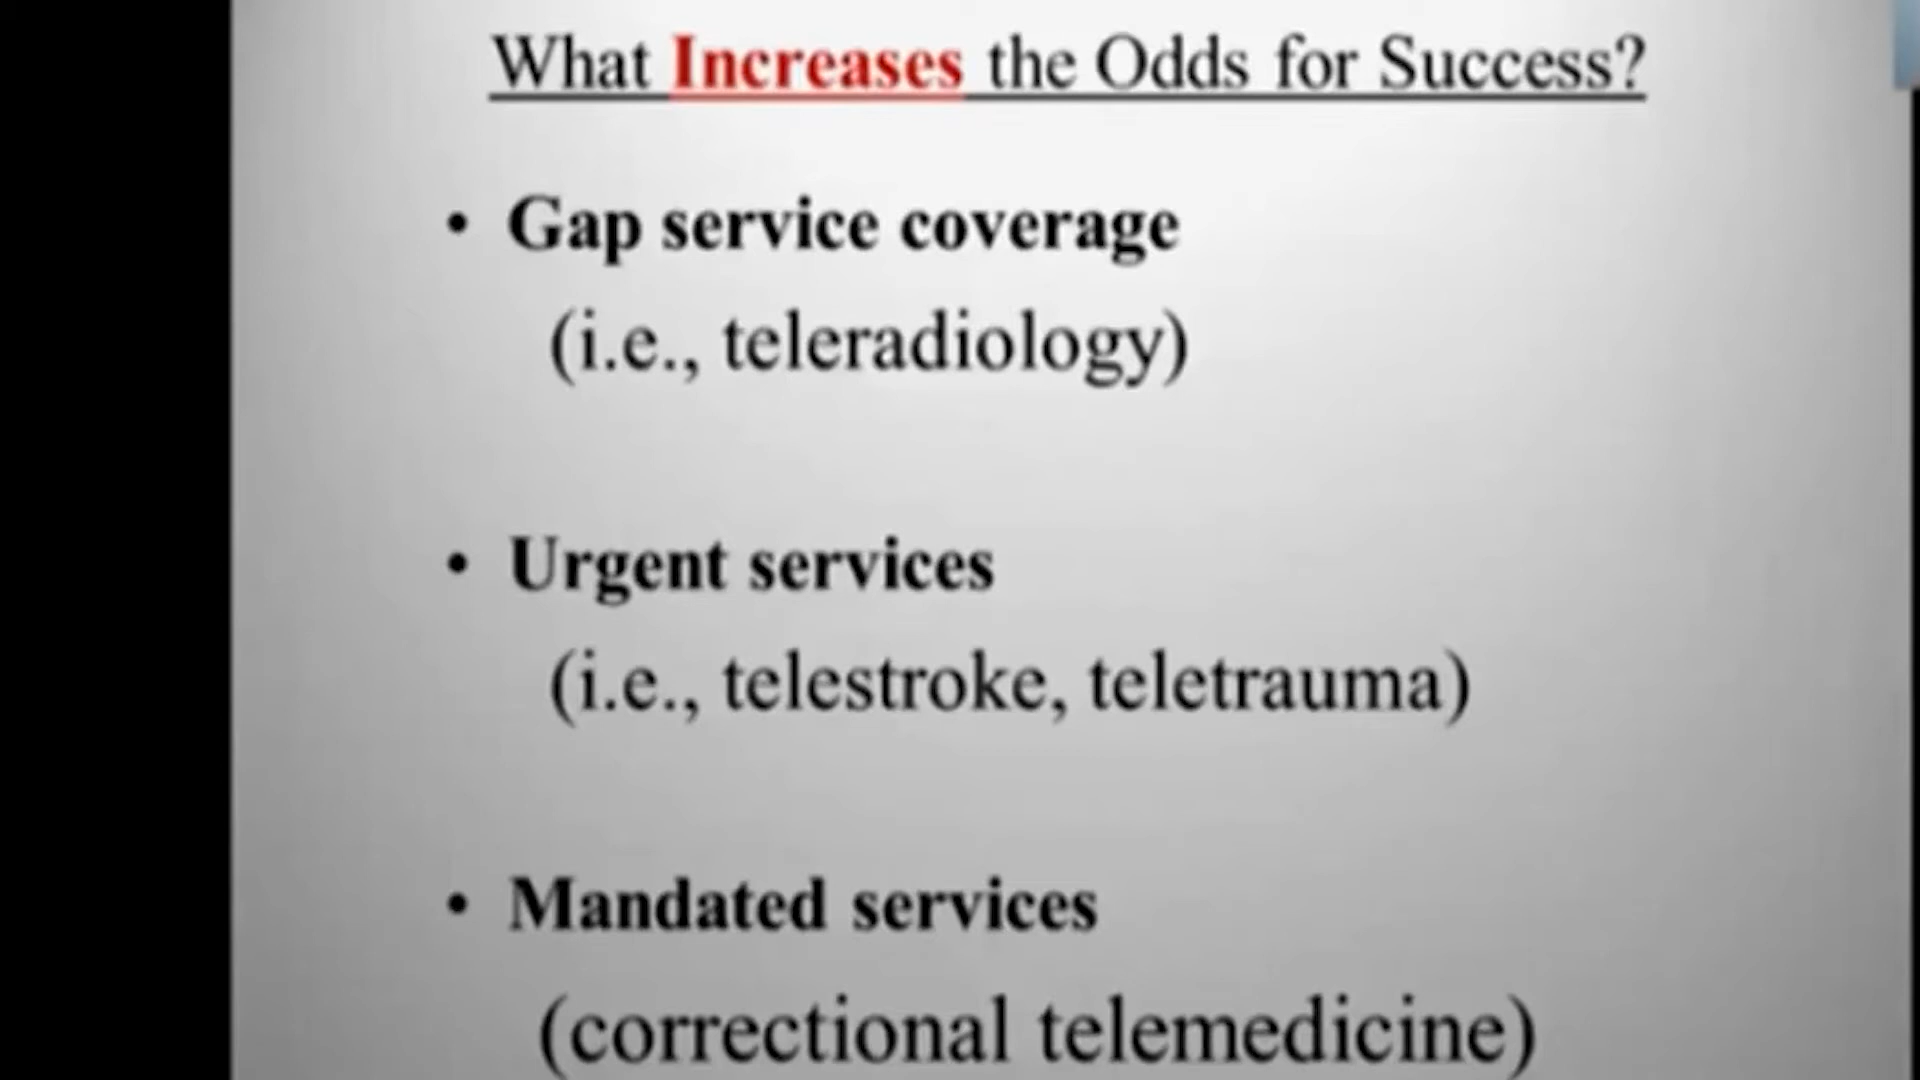 What Increases the Odds for Success?
• Gap service coverage
(i.e., teleradiology)
• Urgent services
(i.e., telestroke, teletrauma)
• Mandated services
(correctional telemedicine)